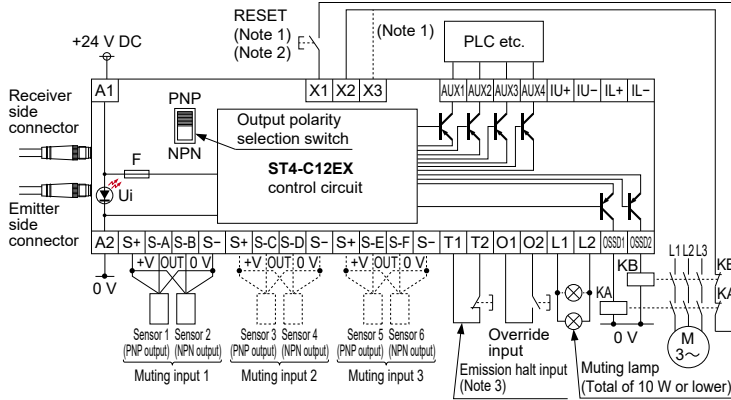 RESET
(Note 1)
(Note 2)
(Note 1)
PLC etc.
+24 V DC
A1
X1 X2 X3
AUX1 AUX2 AUX3 AUX4 IU+ IU− IL+ IL−
Receiver
side
connector
PNP
NPN
Output polarity
selection switch
ST4-C12EX
control circuit
F
Ui
Emitter
side
connector
A2 S+ S-A S-B S− S+ S-C S-D S− S+ S-E S-F S− T1 T2 O1 O2 L1 L2 OSSD1 OSSD2
+V OUT 0 V
+V OUT 0 V
+V OUT 0 V
0 V
L1 L2 L3
KB
KA
KB
KA
0 V
M
3~
Sensor 1
(PNP output)
Sensor 2
(NPN output)
Muting input 1
Sensor 3
(PNP output)
Sensor 4
(NPN output)
Muting input 2
Sensor 5
(PNP output)
Sensor 6
(NPN output)
Muting input 3
Override
input
Emission halt input
(Note 3)
Muting lamp
(Total of 10 W or lower)